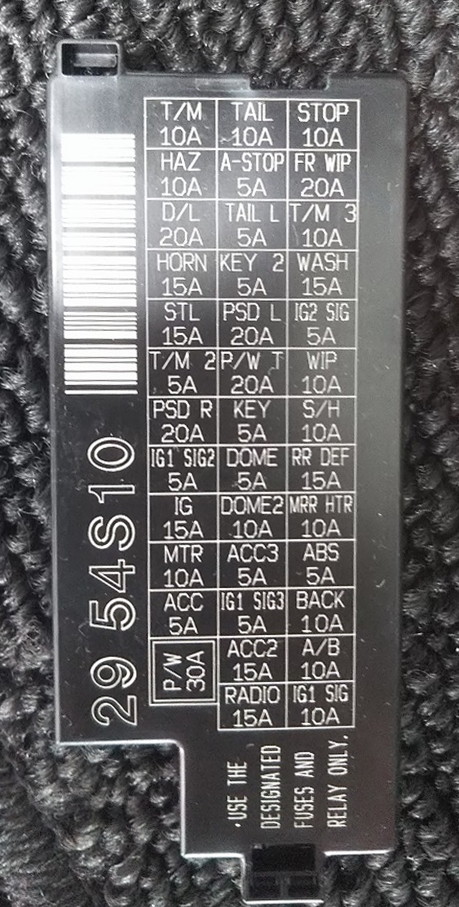 T/M TAIL STOP
10A 10A 10A
HAZ A-STOP FR WIP
10A 5A 20A
D/L TAIL L T/M 3
20A 5A 10A
HORN KEY 2 WASH
15A 5A 15A
STL PSD L IG2 SIG
15A 20A 5A
T/M 2 P/W T WIP
5A 20A 10A
PSD R KEY S/H
20A 5A 10A
IG1 SIG2 DOME RR DEF
5A 5A 15A
IG DOME2 MRR HTR
15A 10A 10A
MTR ACC3 ABS
10A 5A 5A
ACC IG1 SIG3 BACK
5A 5A 10A
P/W ACC2 A/B
30A 15A 10A
RADIO IG1 SIG
15A 10A
29 54S10
·USE THE
DESIGNATED
FUSES AND
RELAY ONLY.